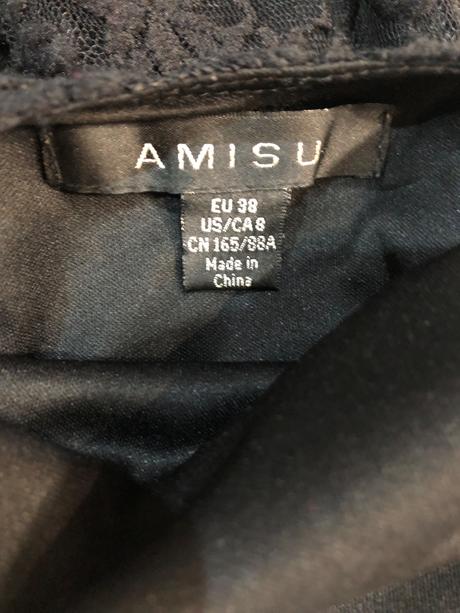 AMISU
EU 38
US/CA 8
CN 165/88A
Made in
China